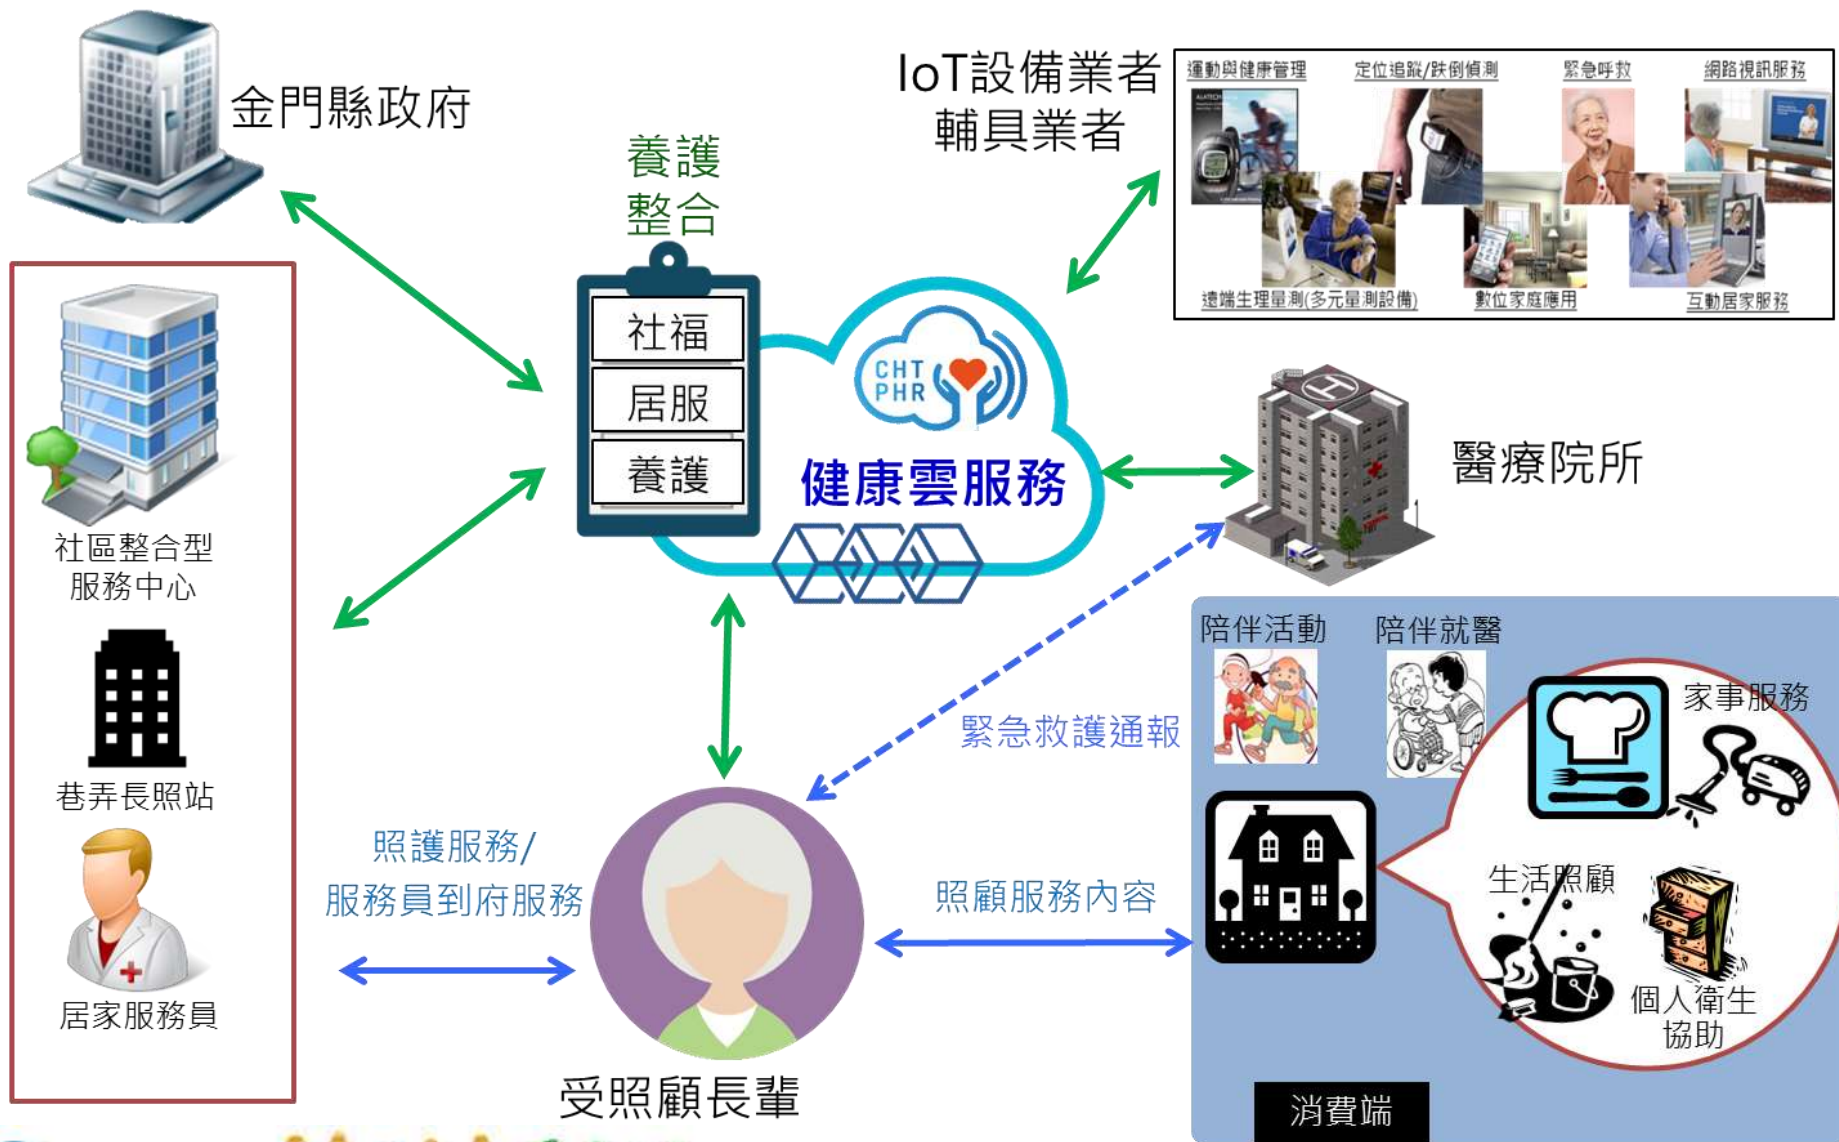 金門縣政府
IoT設備業者
輔具業者
運動與健康管理
定位追蹤/跌倒偵測
緊急呼救
網路視訊服務
遠端生理量測(多元量測設備)
數位家庭應用
互動居家服務
養護
整合
社福
居服
養護
CHT
PHR
健康雲服務
醫療院所
社區整合型
服務中心
巷弄長照站
居家服務員
緊急救護通報
照護服務/
服務員到府服務
照顧服務內容
受照顧長輩
陪伴活動
陪伴就醫
家事服務
生活照顧
個人衛生
協助
消費端